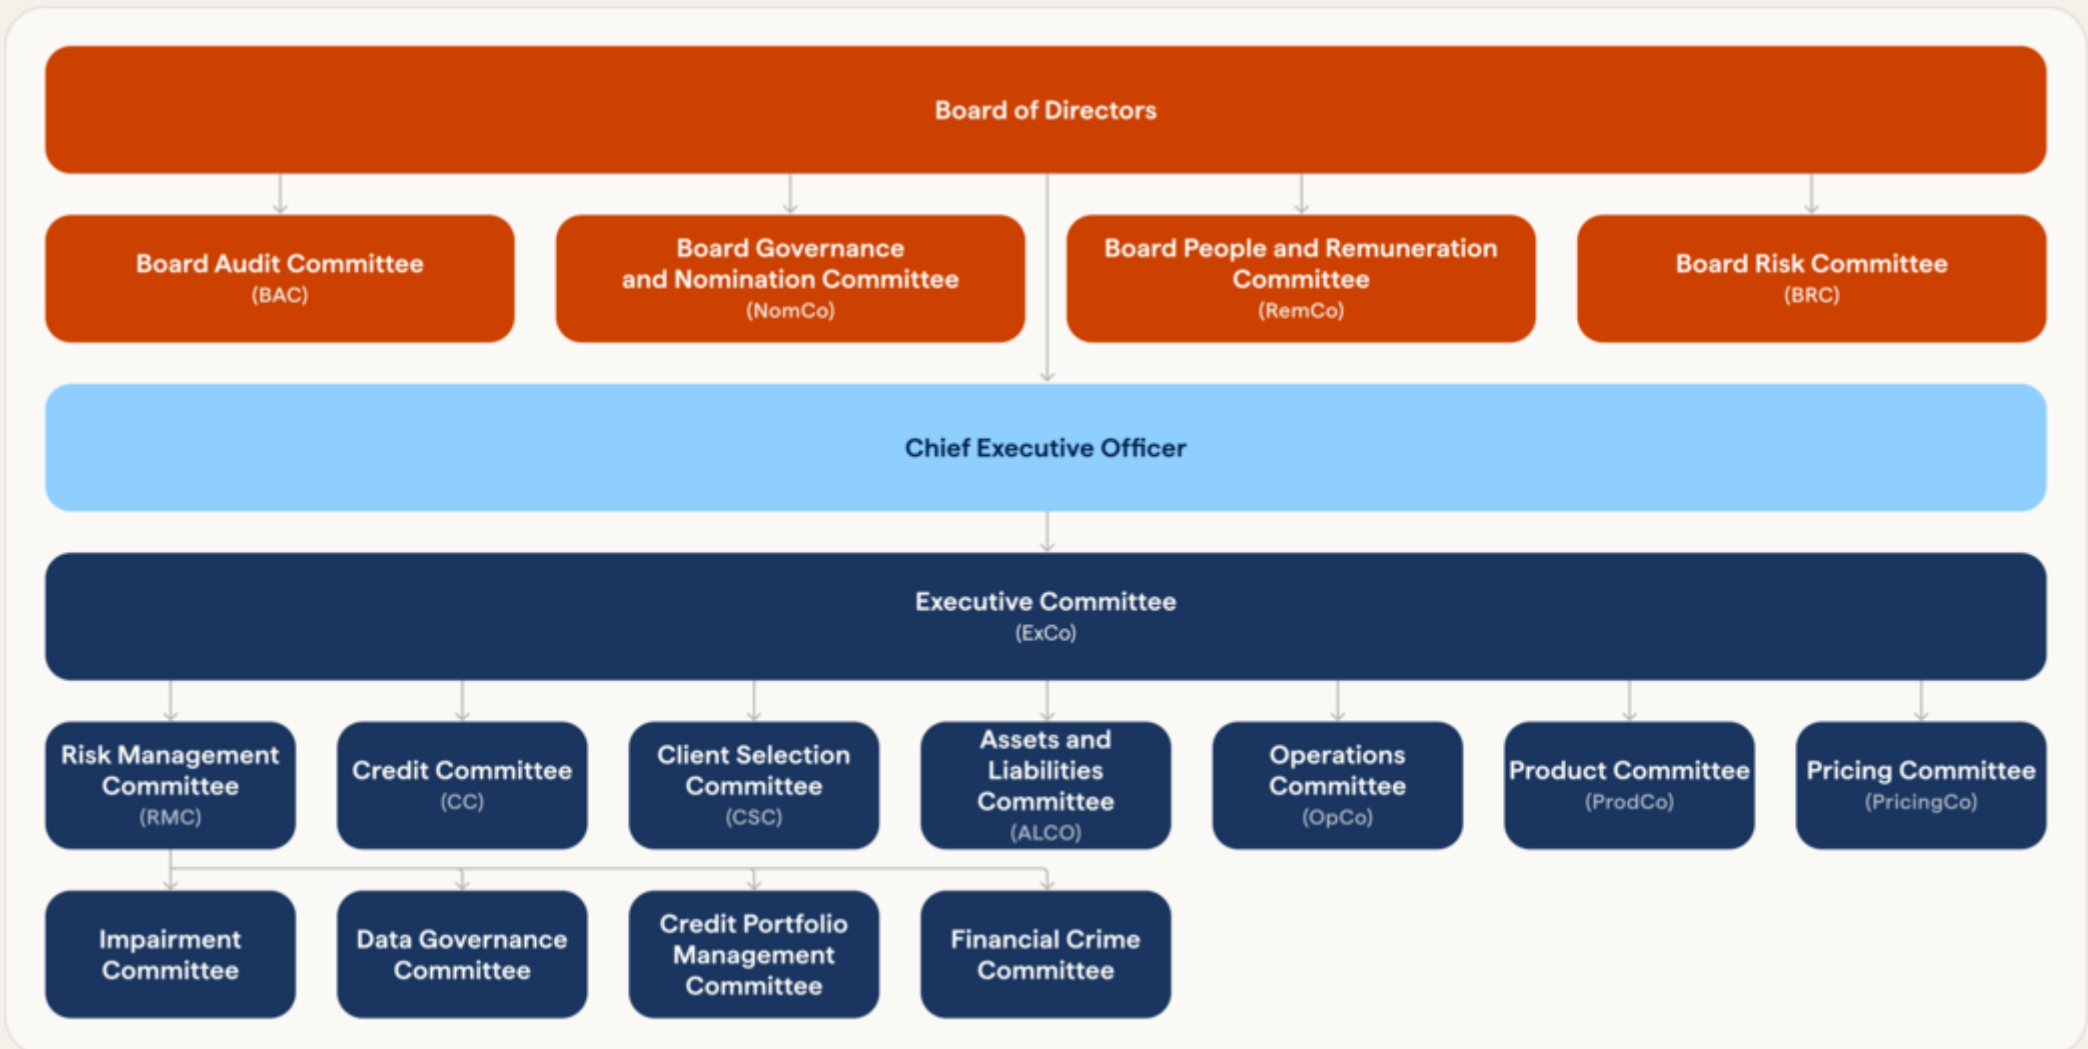 Board of Directors
Board Audit Committee
(BAC)
Board Governance
and Nomination Committee
(NomCo)
Board People and Remuneration
Committee
(RemCo)
Board Risk Committee
(BRC)
Chief Executive Officer
Executive Committee
(ExCo)
Risk Management
Committee
(RMC)
Credit Committee
(CC)
Client Selection
Committee
(CSC)
Assets and
Liabilities
Committee
(ALCO)
Operations
Committee
(OpCo)
Product Committee
(ProdCo)
Pricing Committee
(PricingCo)
Impairment
Committee
Data Governance
Committee
Credit Portfolio
Management
Committee
Financial Crime
Committee